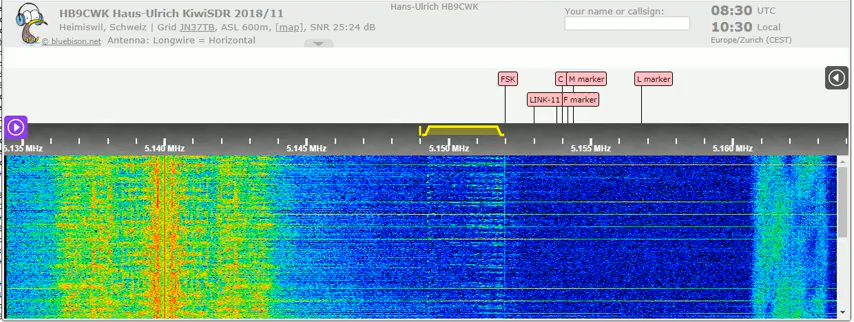 HB9CWK Haus-Ulrich KiwiSDR 2018/11
Hans-Ulrich HB9CWK
Heimiswil, Schweiz | Grid JN37TB, ASL 600m, [map], SNR 25:24 dB
© bluebison.net Antenna: Longwire = Horizontal
Your name or callsign:
08:30 UTC
10:30 Local
Europe/Zurich (CEST)
FSK
C
M marker
L marker
LINK-11
F marker
5.135 MHz
5.140 MHz
5.145 MHz
5.150 MHz
5.155 MHz
5.160 MHz